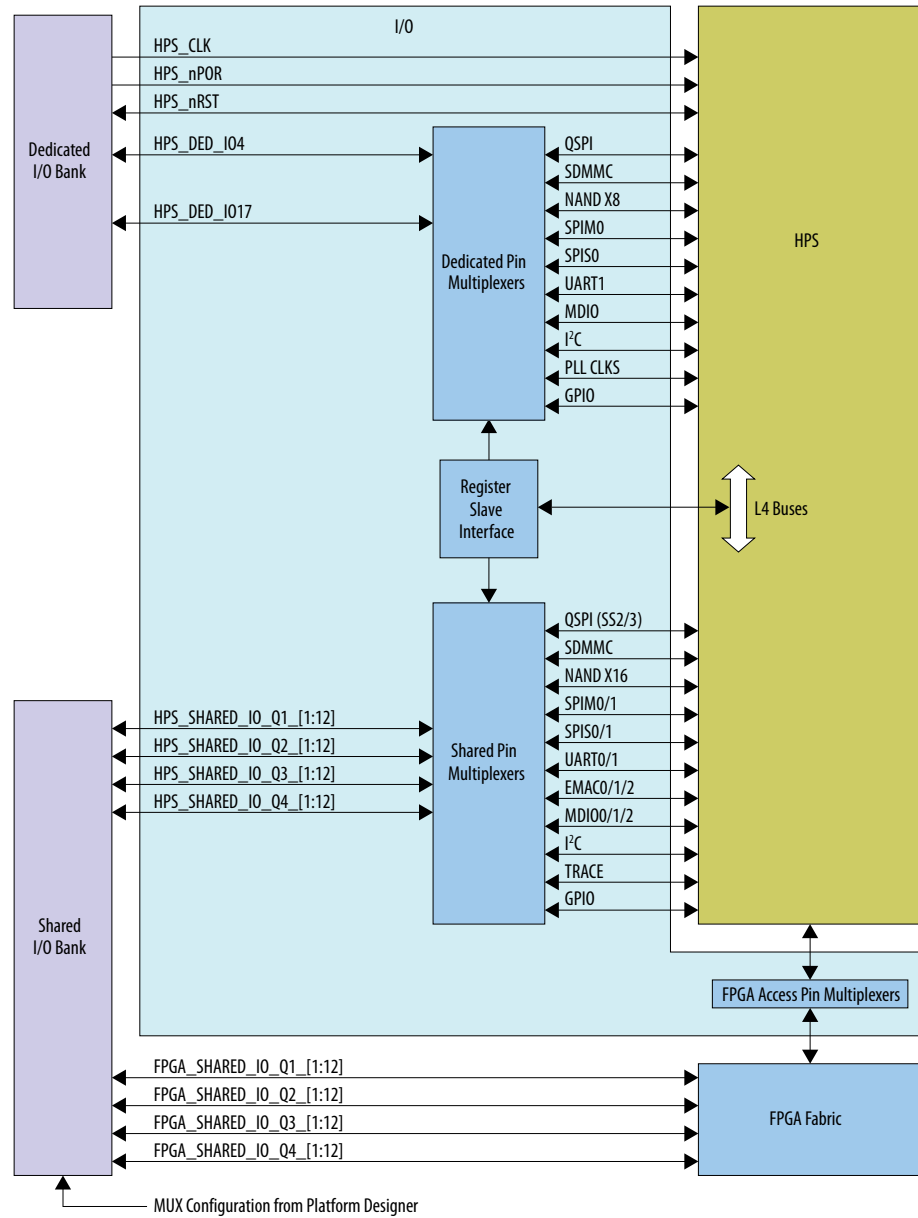 I/O
HPS_CLK
HPS_nPOR
HPS_nRST
Dedicated
I/O Bank
HPS_DED_IO4
HPS_DED_IO17
Dedicated Pin
Multiplexers
QSPI
SDMMC
NAND X8
SPIM0
SPIS0
UART1
MDIO
I²C
PLL CLKS
GPIO
HPS
Register
Slave
Interface
L4 Buses
Shared
I/O Bank
HPS_SHARED_IO_Q1_[1:12]
HPS_SHARED_IO_Q2_[1:12]
HPS_SHARED_IO_Q3_[1:12]
HPS_SHARED_IO_Q4_[1:12]
Shared Pin
Multiplexers
QSPI (SS2/3)
SDMMC
NAND X16
SPIM0/1
SPIS0/1
UART0/1
EMAC0/1/2
MDIO0/1/2
I²C
TRACE
GPIO
FPGA Access Pin Multiplexers
FPGA_SHARED_IO_Q1_[1:12]
FPGA_SHARED_IO_Q2_[1:12]
FPGA_SHARED_IO_Q3_[1:12]
FPGA_SHARED_IO_Q4_[1:12]
FPGA Fabric
MUX Configuration from Platform Designer